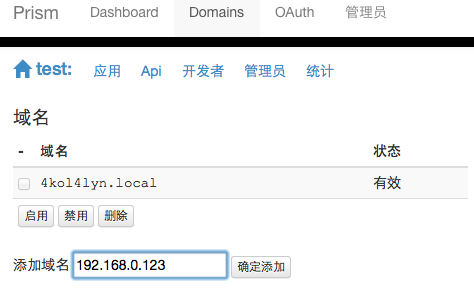 Prism Dashboard Domains OAuth 管理员
test: 应用 Api 开发者 管理员 统计
域名
- 域名 状态
4kol4lyn.local 有效
启用 禁用 删除
添加域名 192.168.0.123 确定添加